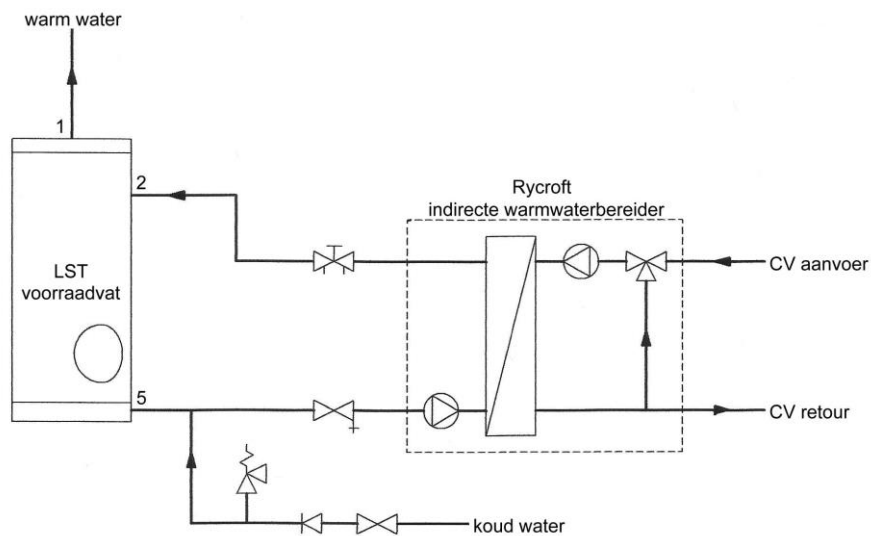 warm water
1
2
Rycroft
indirecte warmwaterbereider
LST
voorraadvat
CV aanvoer
5
CV retour
koud water